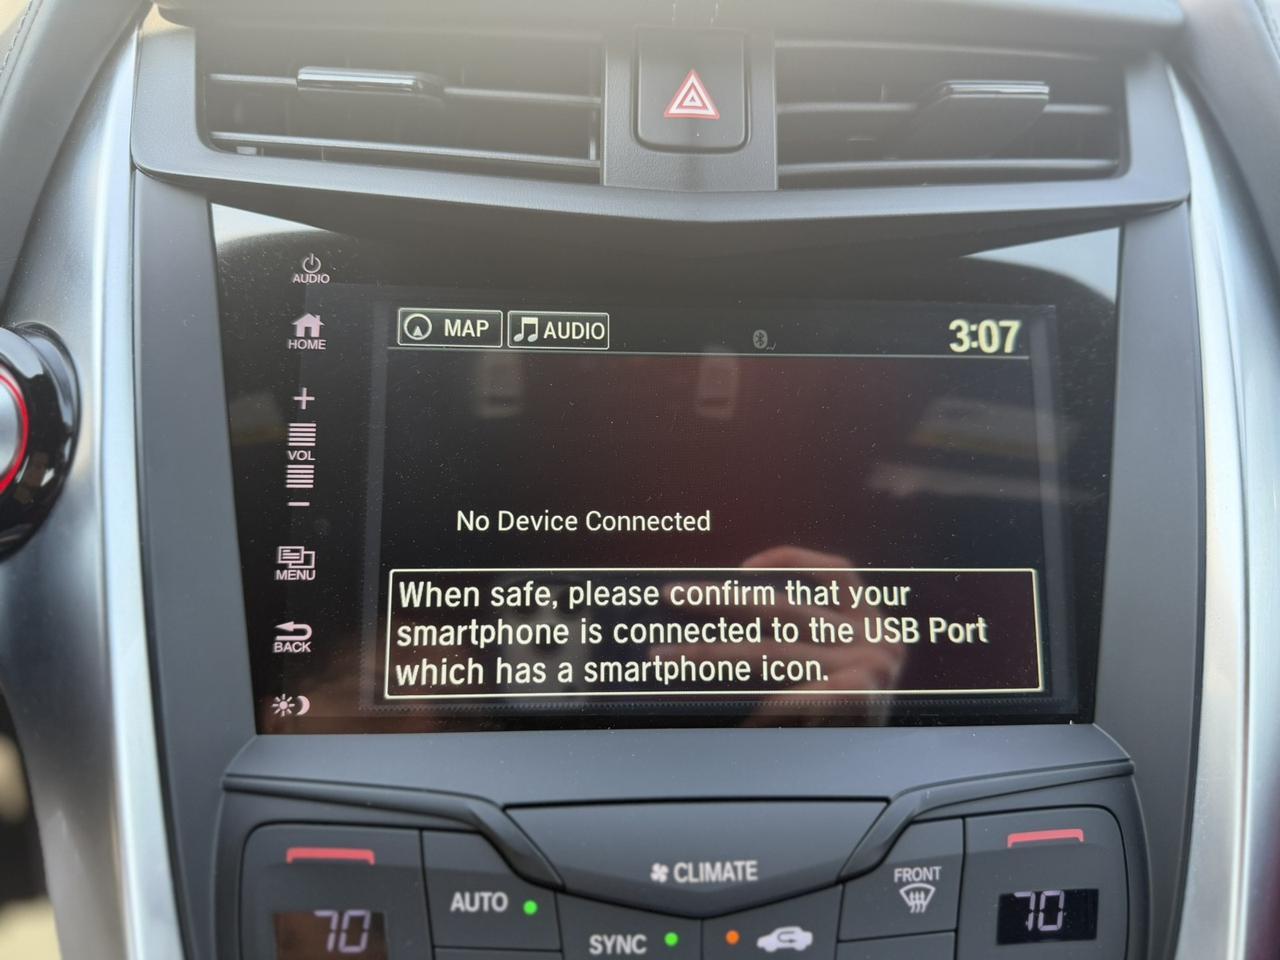 AUDIO
HOME
MAP
AUDIO
3:07
+
VOL
−
No Device Connected
MENU
When safe, please confirm that your
smartphone is connected to the USB Port
which has a smartphone icon.
BACK
CLIMATE
AUTO
FRONT
70
70
SYNC